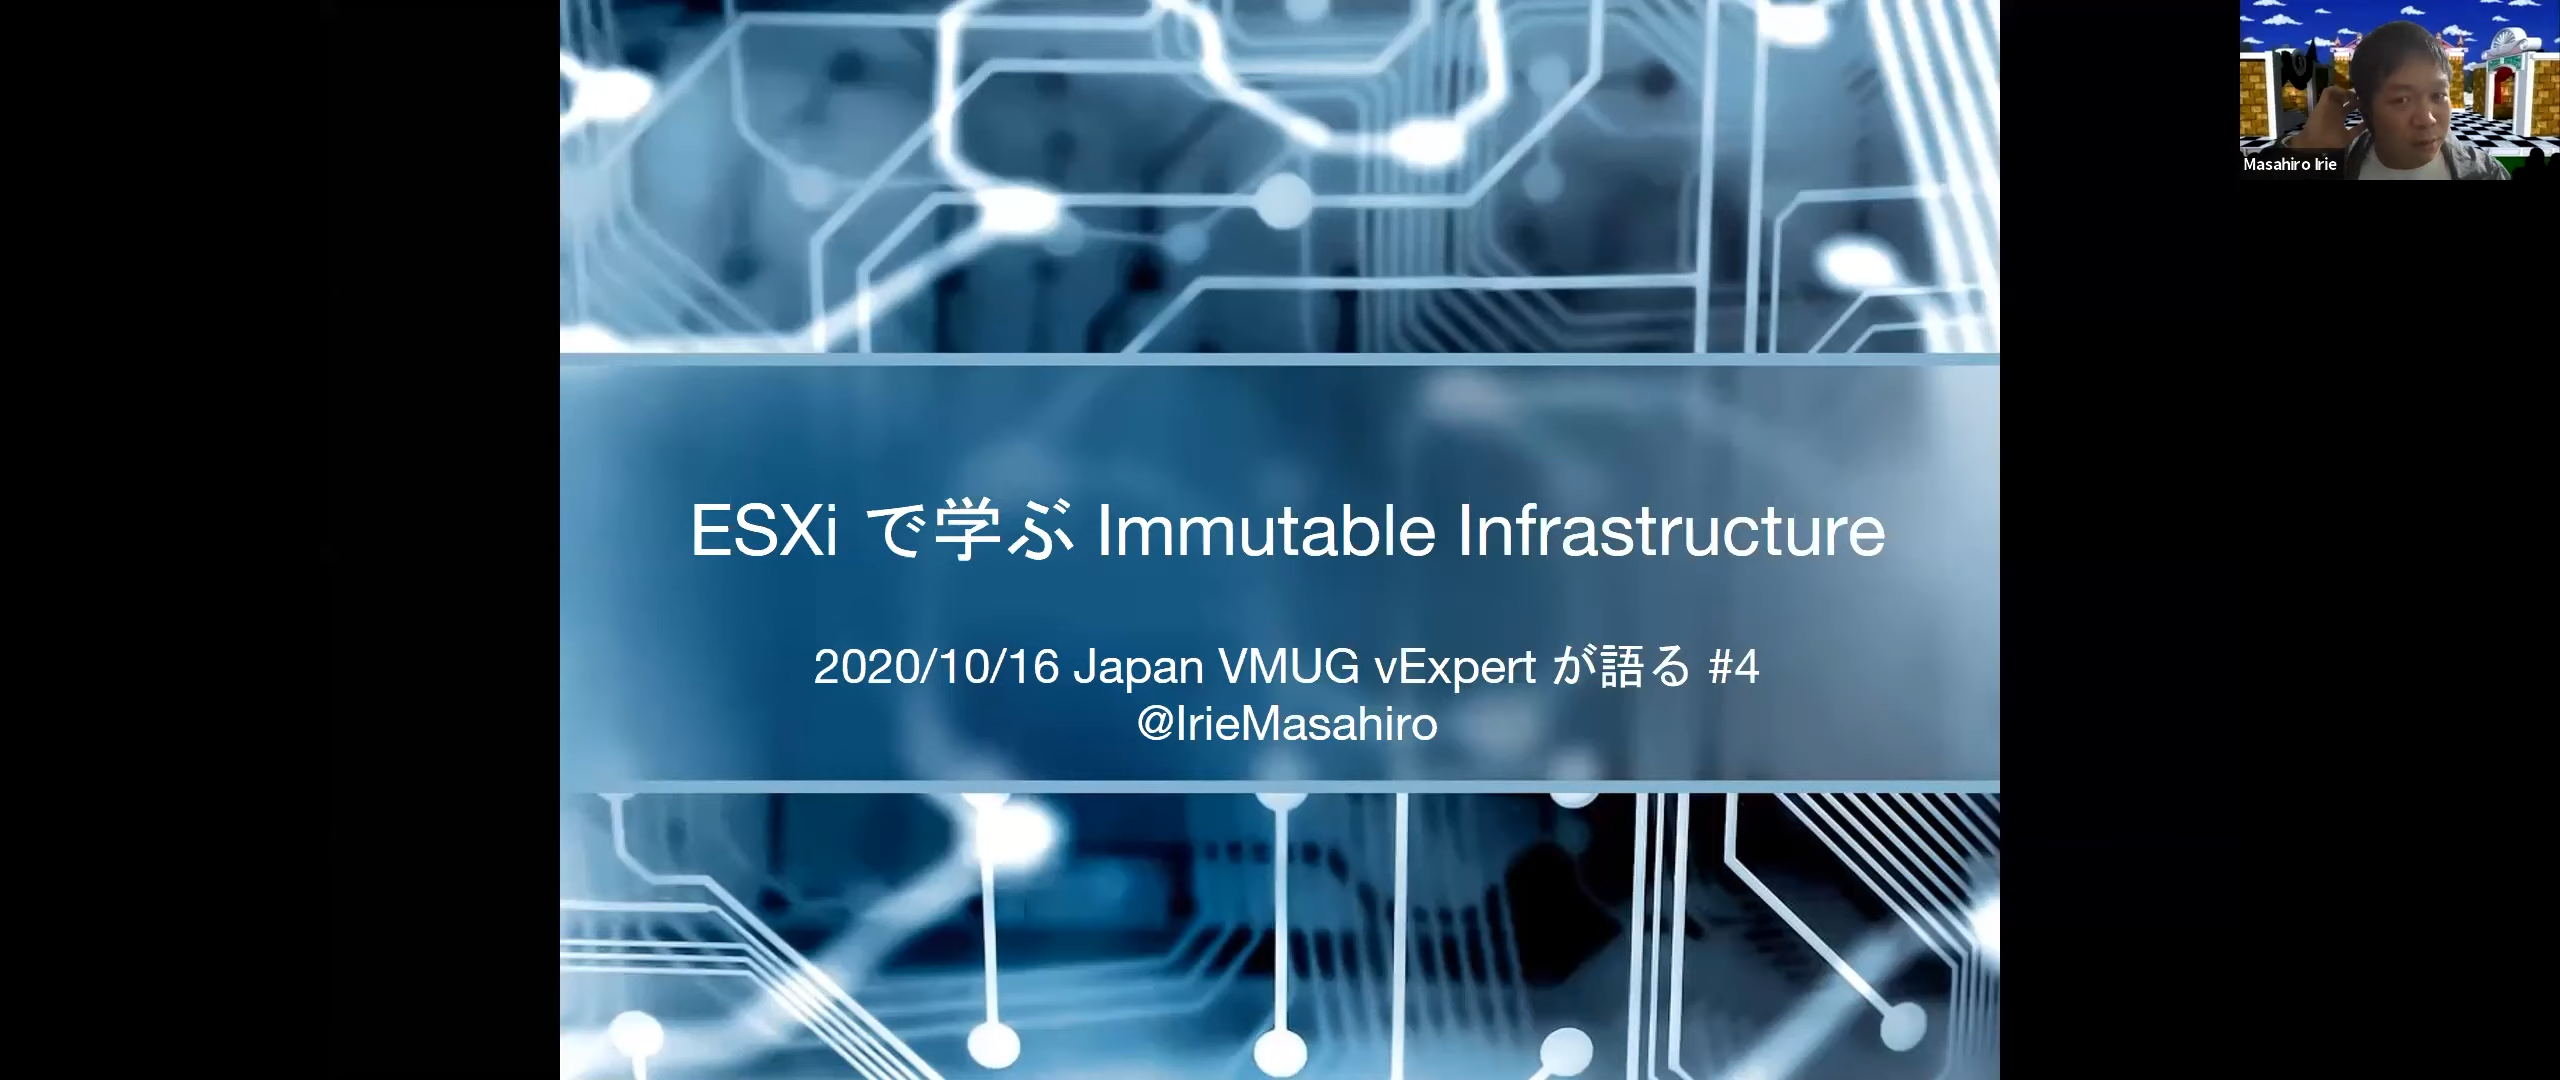 ESXi で学ぶ Immutable Infrastructure
2020/10/16 Japan VMUG vExpert が語る #4
@IrieMasahiro
Masahiro Irie